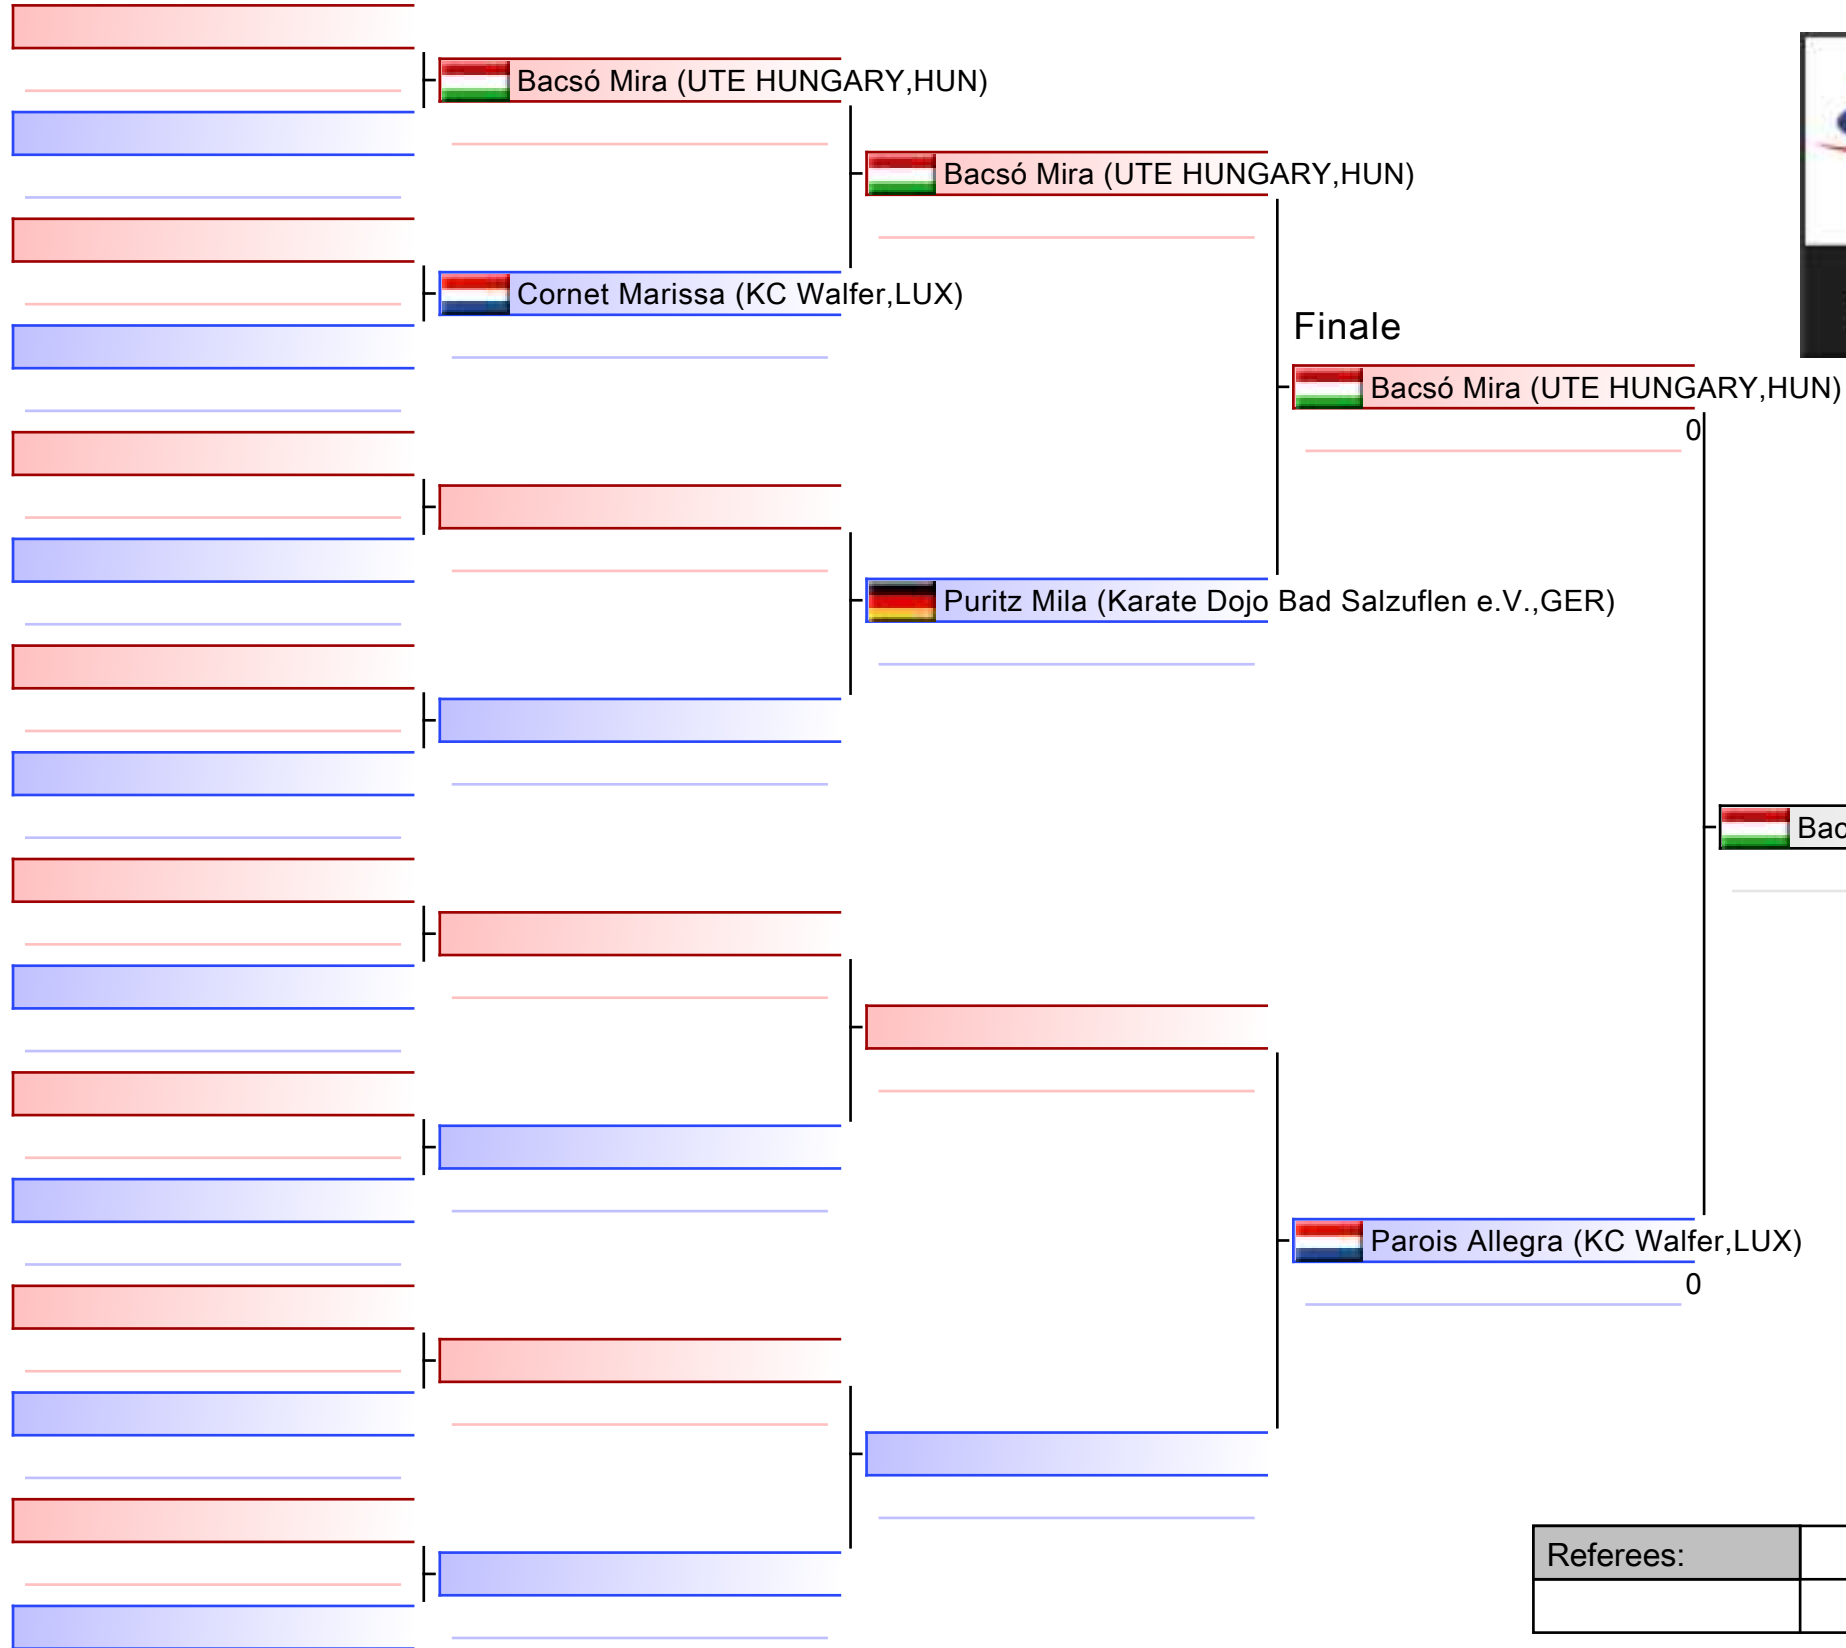 Bacsó Mira (UTE HUNGARY,HUN)
Bacsó Mira (UTE HUNGARY,HUN)
Cornet Marissa (KC Walfer,LUX)
Finale
Bacsó Mira (UTE HUNGARY,HUN)
0
Puritz Mila (Karate Dojo Bad Salzuflen e.V.,GER)
Bac
Parois Allegra (KC Walfer,LUX)
0
Referees: